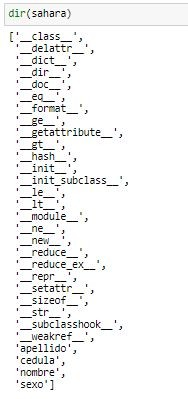 dir(sahara)
['__class__',
'__delattr__',
'__dict__',
'__dir__',
'__doc__',
'__eq__',
'__format__',
'__ge__',
'__getattribute__',
'__gt__',
'__hash__',
'__init__',
'__init_subclass__',
'__le__',
'__lt__',
'__module__',
'__ne__',
'__new__',
'__reduce__',
'__reduce_ex__',
'__repr__',
'__setattr__',
'__sizeof__',
'__str__',
'__subclasshook__',
'__weakref__',
'apellido',
'cedula',
'nombre',
'sexo']